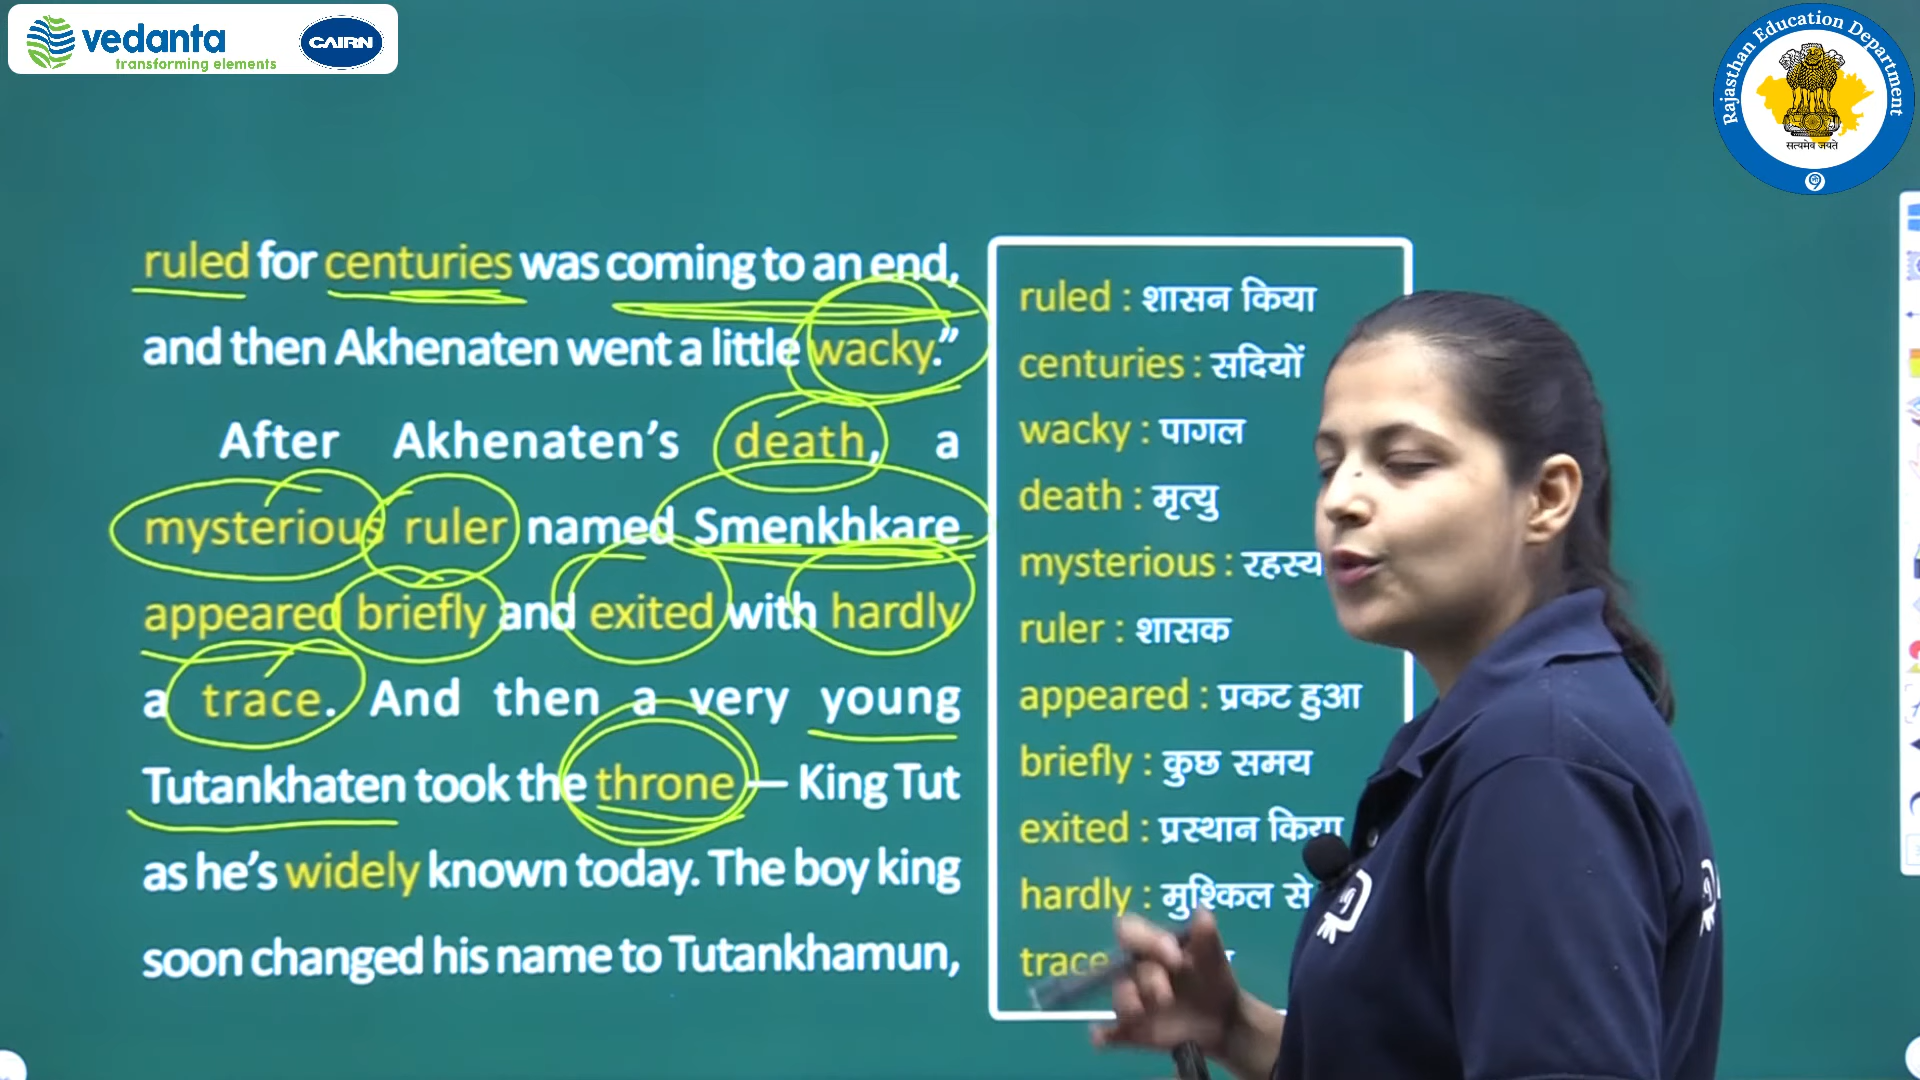 vedanta
transforming elements
CAIRN
Rajasthan Education Department
सत्यमेव जयते
ruled for centuries was coming to an end,
and then Akhenaten went a little wacky.”
After Akhenaten’s death, a
mysterious ruler named Smenkhkare
appeared briefly and exited with hardly
a trace. And then a very young
Tutankhaten took the throne — King Tut
as he’s widely known today. The boy king
soon changed his name to Tutankhamun,
ruled : शासन किया
centuries : सदियों
wacky : पागल
death : मृत्यु
mysterious :
ruler : शासक
appeared : प्रकट हुआ
briefly : कुछ समय
exited : प्रस्थान किया
hardly : मुश्किल से
trace